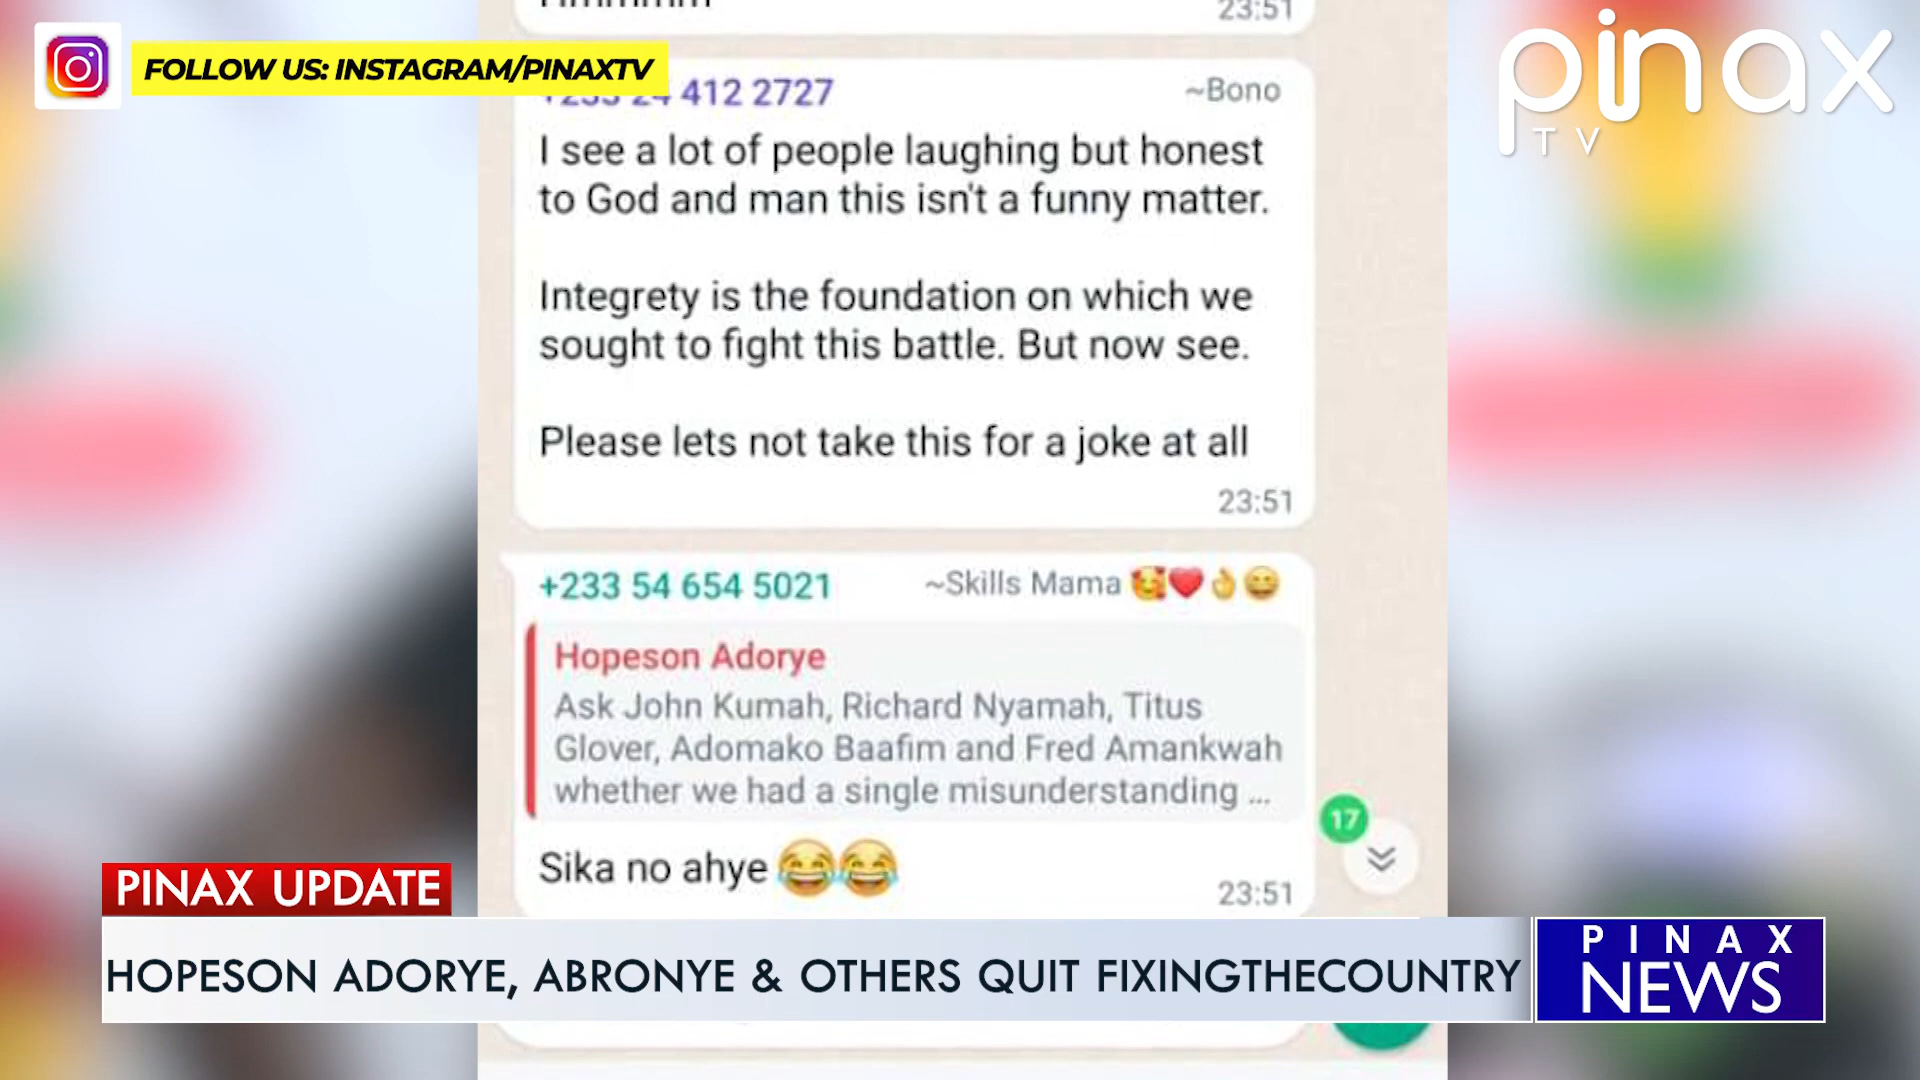 FOLLOW US: INSTAGRAM/PINAXTV
pinax
TV
23:51
412 2727
~Bono
I see a lot of people laughing but honest
to God and man this isn't a funny matter.
Integrety is the foundation on which we
sought to fight this battle. But now see.
Please lets not take this for a joke at all
23:51
+233 54 654 5021
~Skills Mama 🥰❤️👌😄
Hopeson Adorye
Ask John Kumah, Richard Nyamah, Titus
Glover, Adomako Baafim and Fred Amankwah
whether we had a single misunderstanding ...
Sika no ahye 😂😂
23:51
17
PINAX UPDATE
HOPESON ADORYE, ABRONYE & OTHERS QUIT FIXINGTHECOUNTRY
PINAX
NEWS